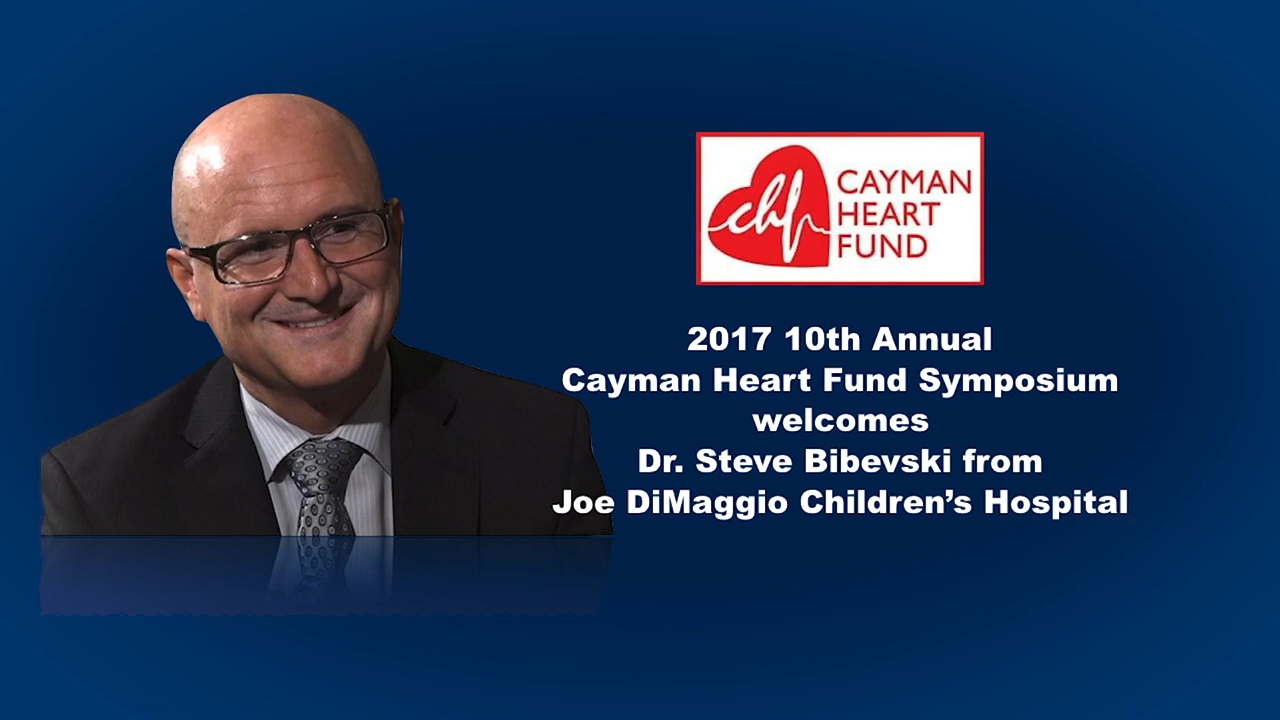 chf
CAYMAN
HEART
FUND
2017 10th Annual
Cayman Heart Fund Symposium
welcomes
Dr. Steve Bibevski from
Joe DiMaggio Children’s Hospital